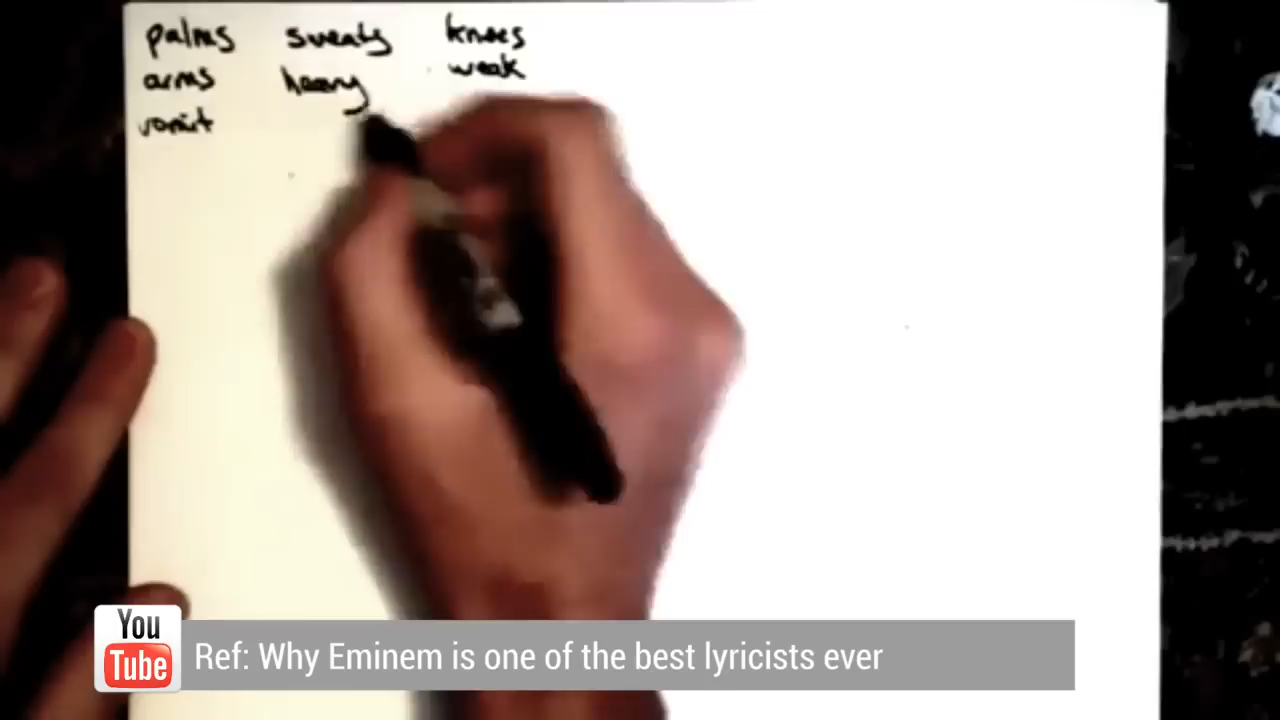 palms sweaty knees
arms heavy weak
vomit
You
Tube
Ref: Why Eminem is one of the best lyricists ever